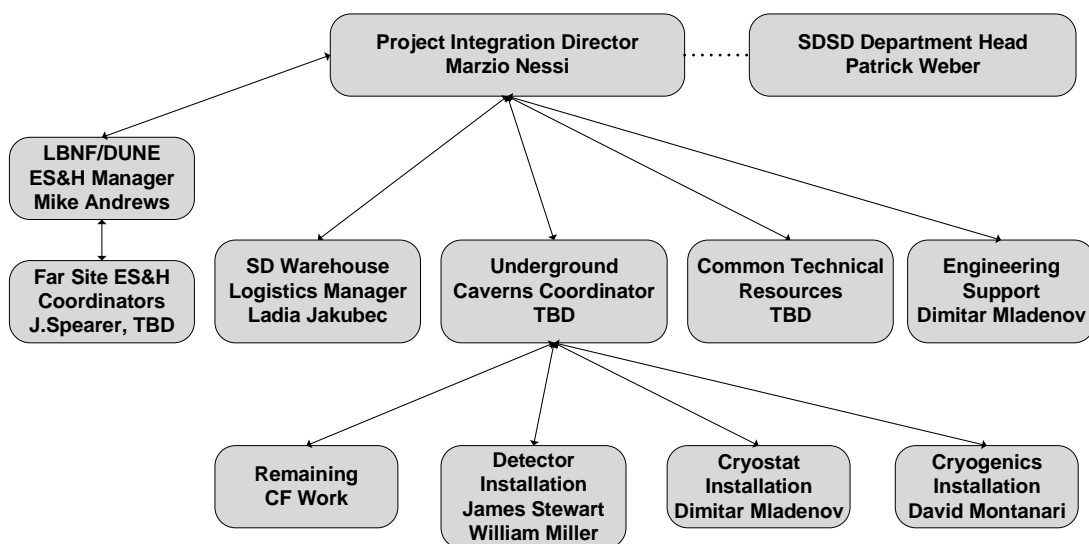 Project Integration Director
Marzio Nessi
SDSD Department Head
Patrick Weber
LBNF/DUNE
ES&H Manager
Mike Andrews
Far Site ES&H
Coordinators
J.Spearer, TBD
SD Warehouse
Logistics Manager
Ladia Jakubec
Underground
Caverns Coordinator
TBD
Common Technical
Resources
TBD
Engineering
Support
Dimitar Mladenov
Remaining
CF Work
Detector
Installation
James Stewart
William Miller
Cryostat
Installation
Dimitar Mladenov
Cryogenics
Installation
David Montanari